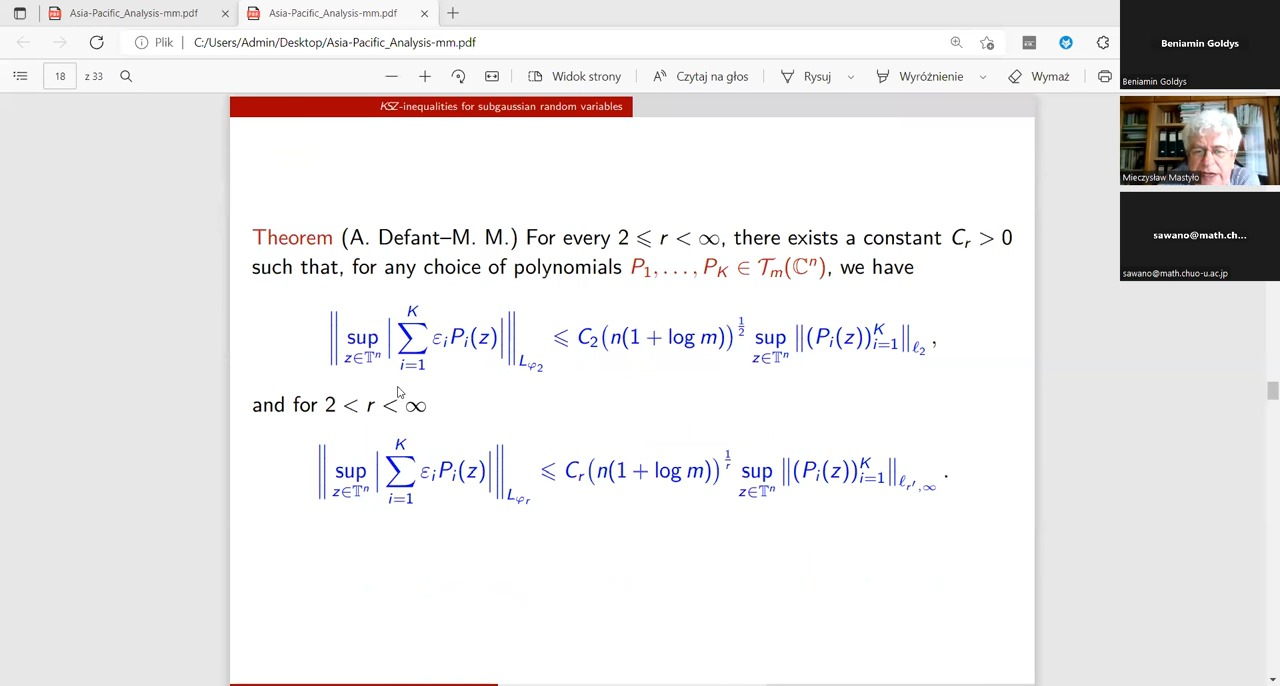 Asia-Pacific_Analysis-mm.pdf
Asia-Pacific_Analysis-mm.pdf
Plik
C:/Users/Admin/Desktop/Asia-Pacific_Analysis-mm.pdf
18
z 33
Widok strony
Czytaj na głos
Rysuj
Wyróżnienie
Wymaż
Beniamin Goldys
Beniamin Goldys
Mieczysław Mastyło
sawano@math.ch...
sawano@math.chuo-u.ac.jp
KSZ-inequalities for subgaussian random variables
Theorem (A. Defant–M. M.) For every 2 ⩽ r < ∞, there exists a constant C_r > 0
such that, for any choice of polynomials P_1, . . . , P_K ∈ 𝒯_m(ℂ^n), we have
‖ sup_{z∈𝕋^n} | ∑_{i=1}^{K} ε_i P_i(z) | ‖_{L_{φ_2}} ⩽ C_2 (n(1 + log m))^{1/2} sup_{z∈𝕋^n} ‖(P_i(z))_{i=1}^{K}‖_{ℓ_2} ,
and for 2 < r < ∞
‖ sup_{z∈𝕋^n} | ∑_{i=1}^{K} ε_i P_i(z) | ‖_{L_{φ_r}} ⩽ C_r (n(1 + log m))^{1/r} sup_{z∈𝕋^n} ‖(P_i(z))_{i=1}^{K}‖_{ℓ_{r′,∞}} .